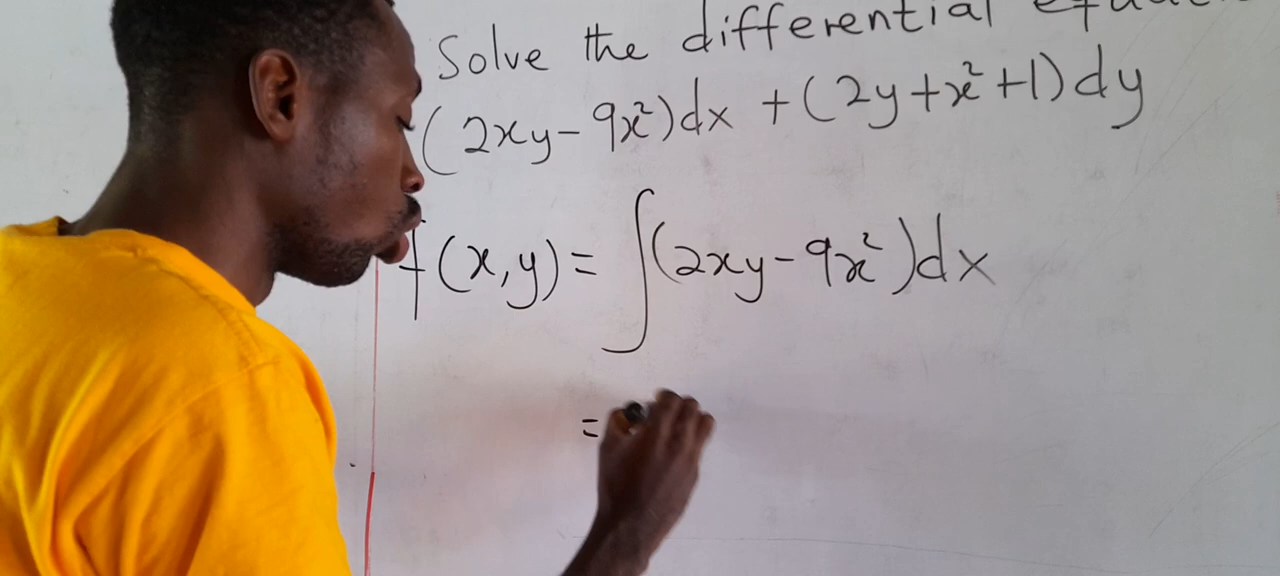 Solve the differential
(2xy-9x²)dx +(2y+x²+1)dy
f(x,y)= ∫(2xy-9x²)dx
=